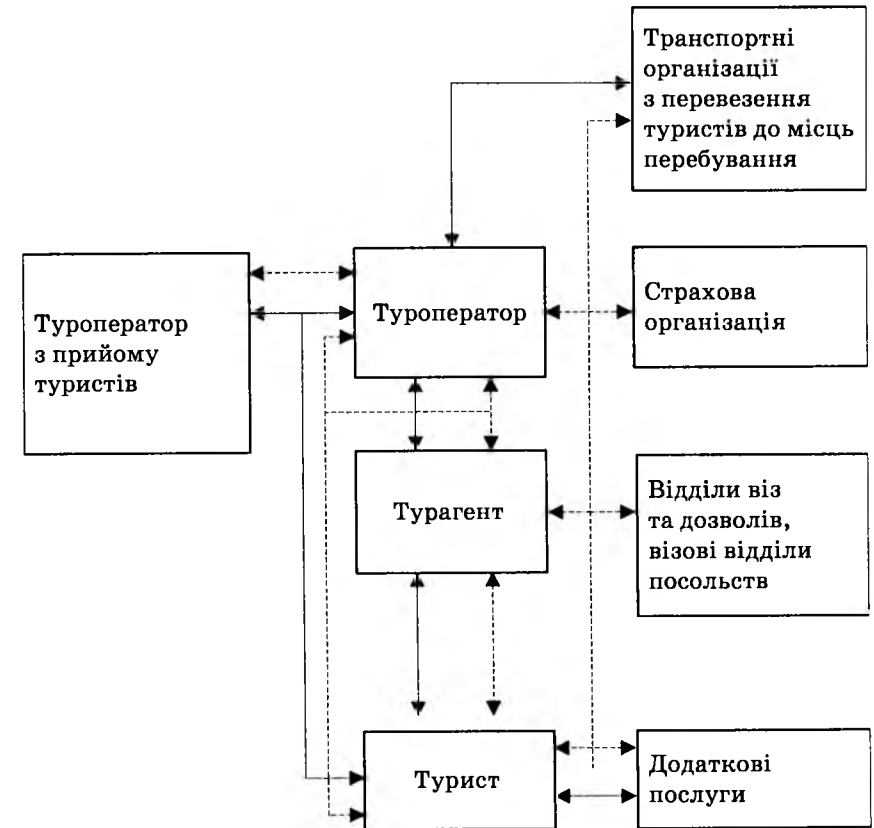 Транспортні
організації
з перевезення
туристів до місць
перебування
Туроператор
з прийому
туристів
Туроператор
Страхова
організація
Турагент
Відділи віз
та дозволів,
візові відділи
посольств
Турист
Додаткові
послуги